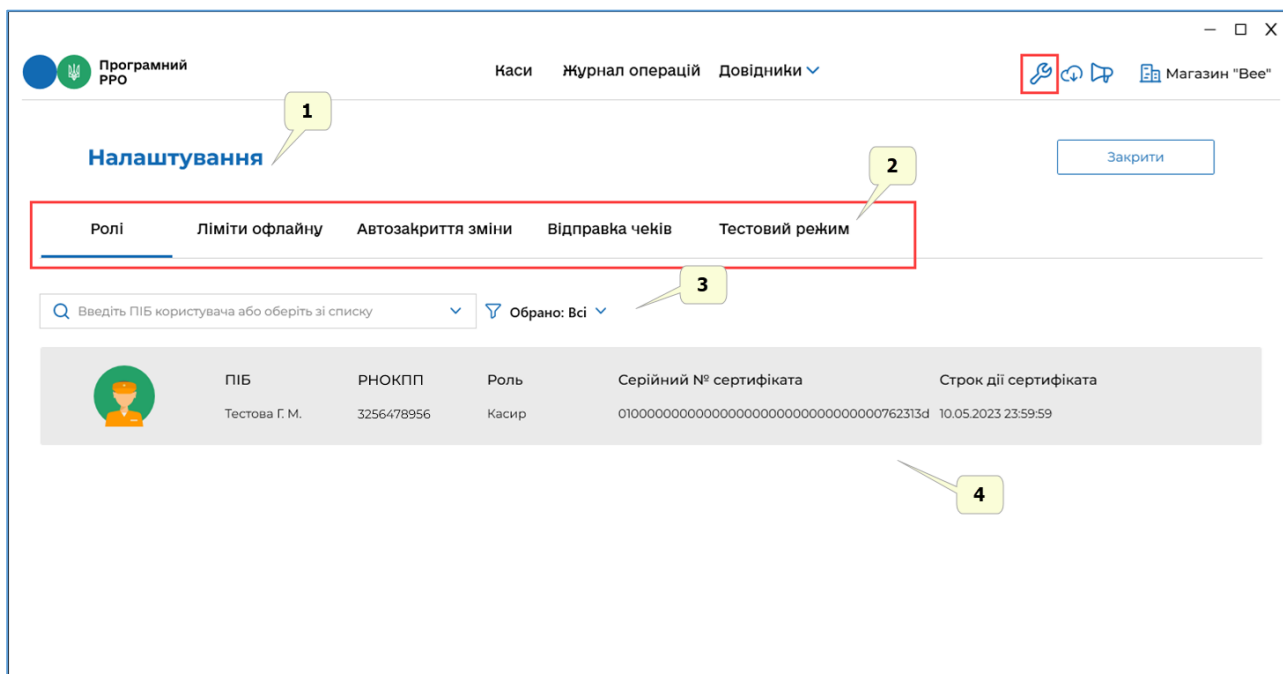 X
Програмний
РРО
Каси Журнал операцій Довідники
Магазин "Bee"
1
Налаштування
2
Закрити
Ролі Ліміти офлайну Автозакриття зміни Відправка чеків Тестовий режим
3
Введіть ПІБ користувача або оберіть зі списку Обрано: Всі
ПІБ РНОКПП Роль Серійний № сертифіката Строк дії сертифіката
Тестова Г. М. 3256478956 Касир 01000000000000000000000000000000000762313d 10.05.2023 23:59:59
4